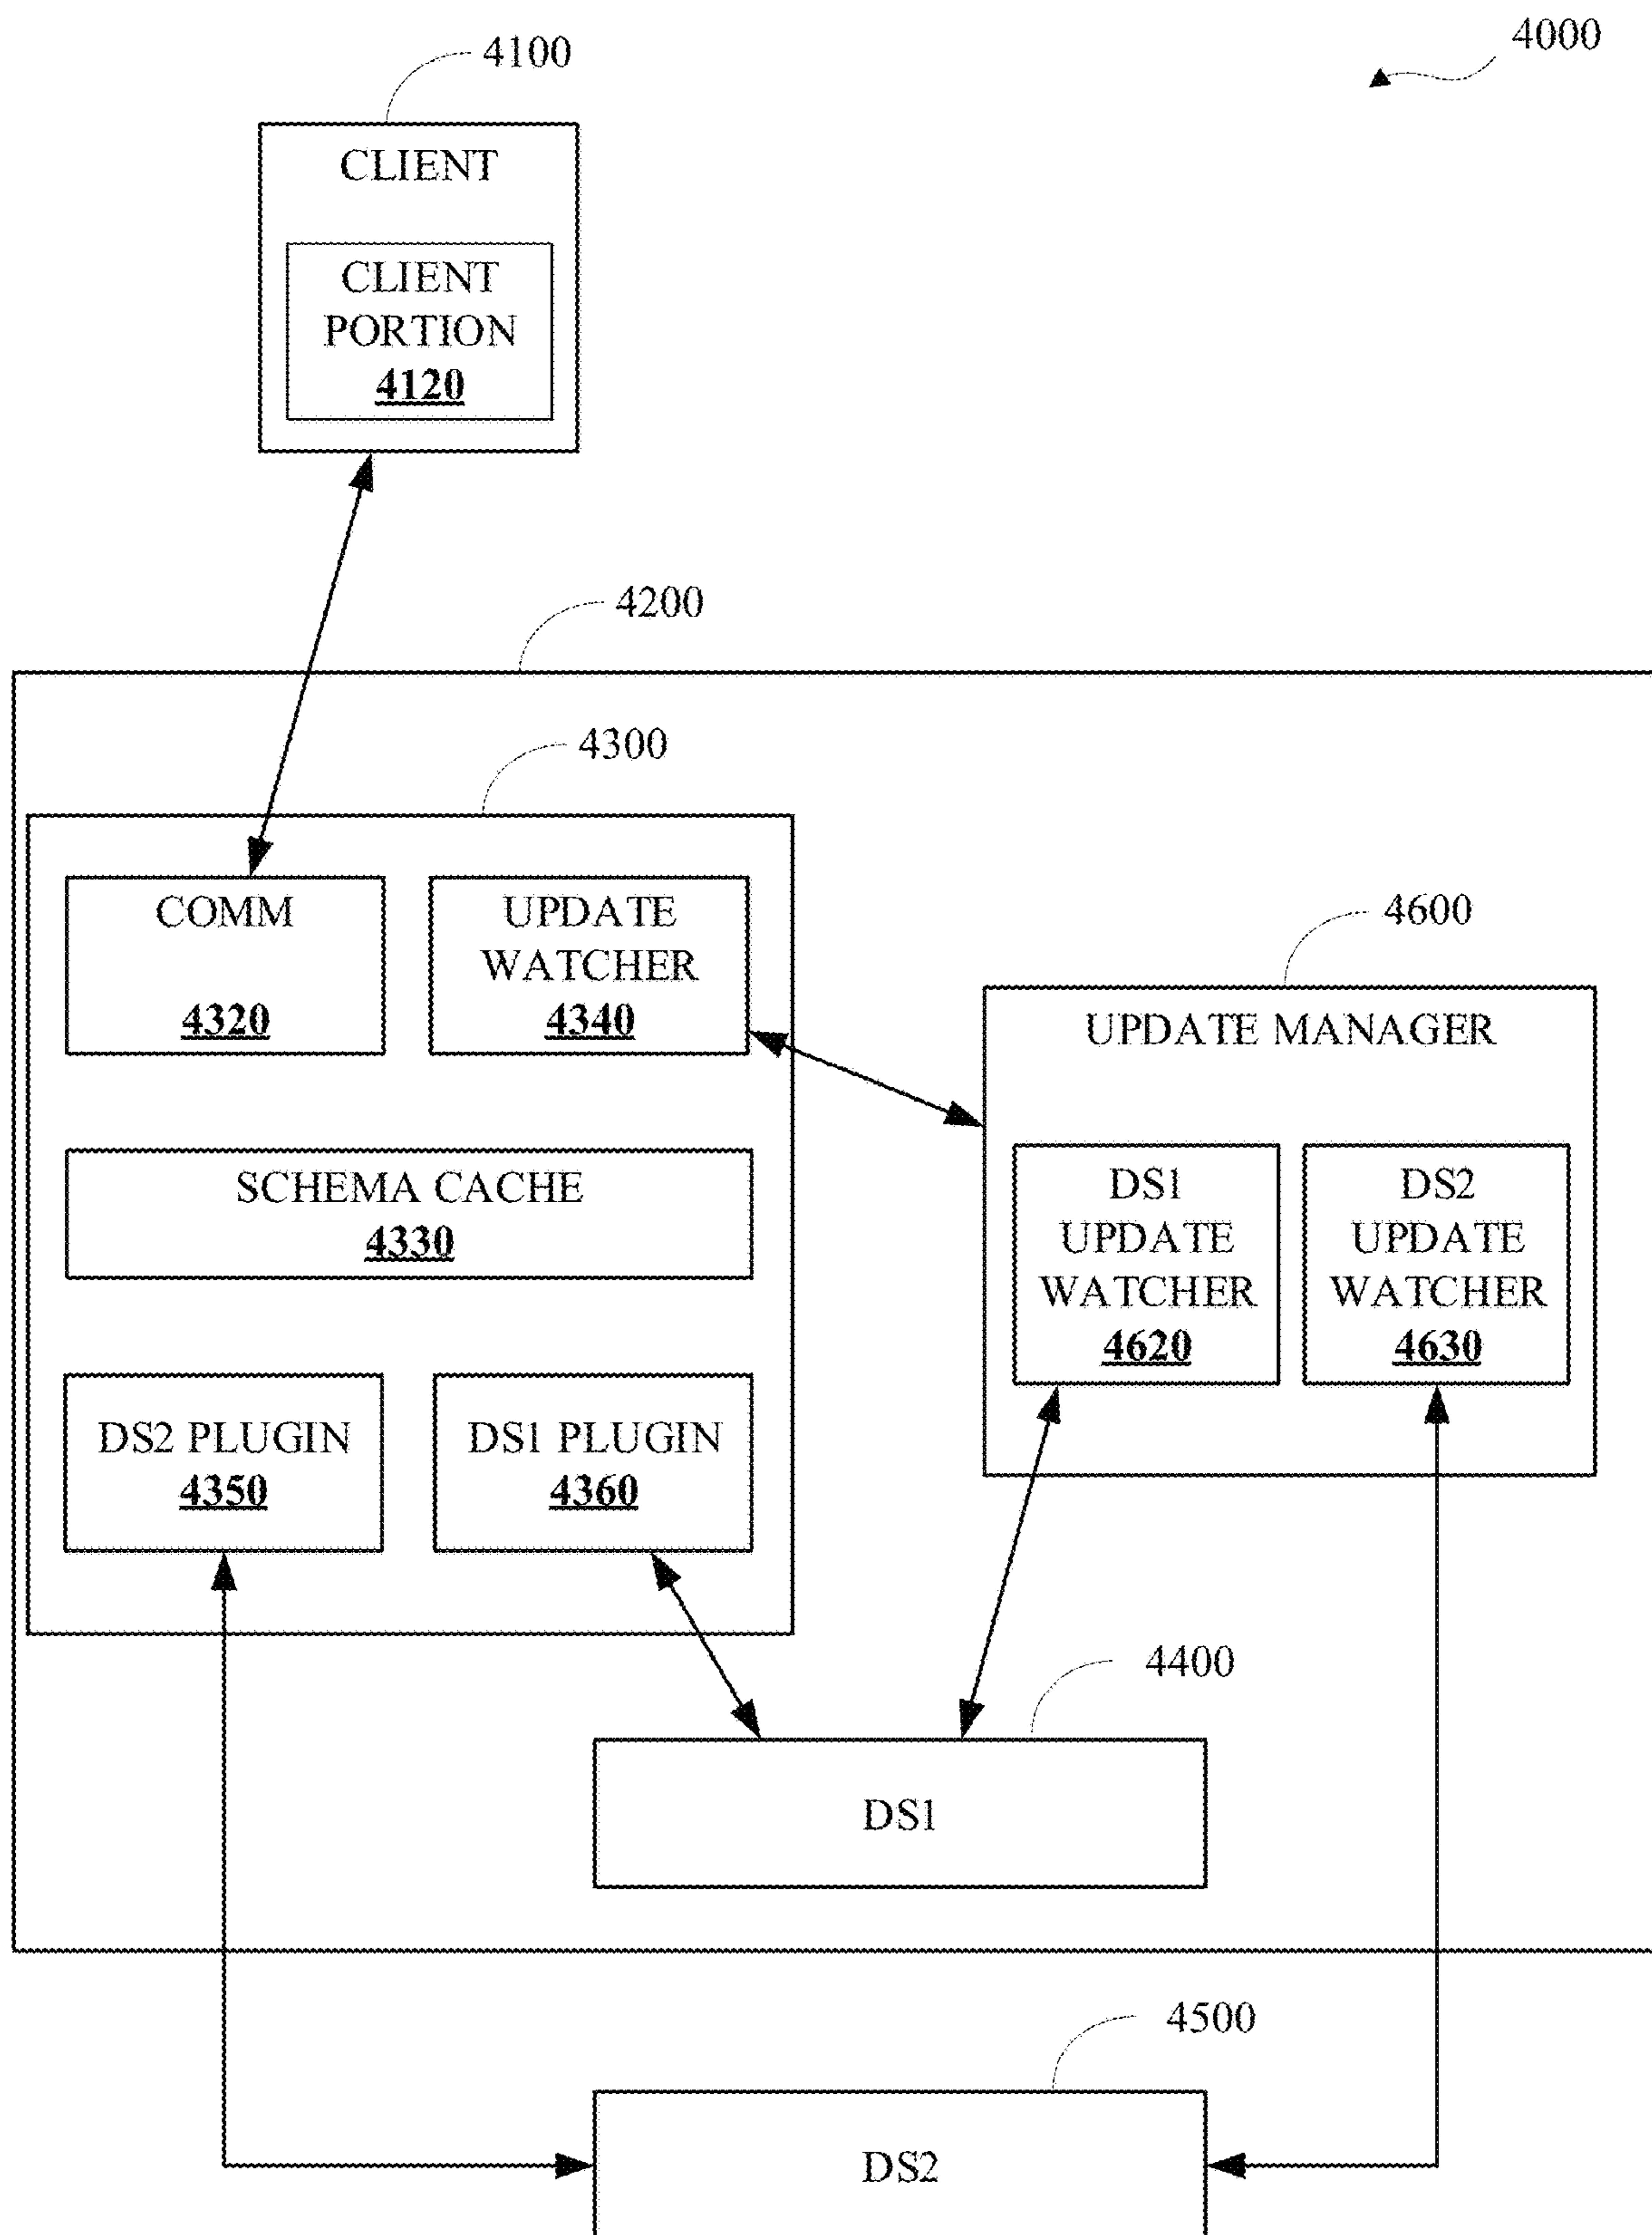 4000
4100
CLIENT
CLIENT
PORTION
4120
4200
4300
COMM
4320
UPDATE
WATCHER
4340
4600
UPDATE MANAGER
SCHEMA CACHE
4330
DS1
UPDATE
WATCHER
4620
DS2
UPDATE
WATCHER
4630
DS2 PLUGIN
4350
DS1 PLUGIN
4360
4400
DS1
4500
DS2